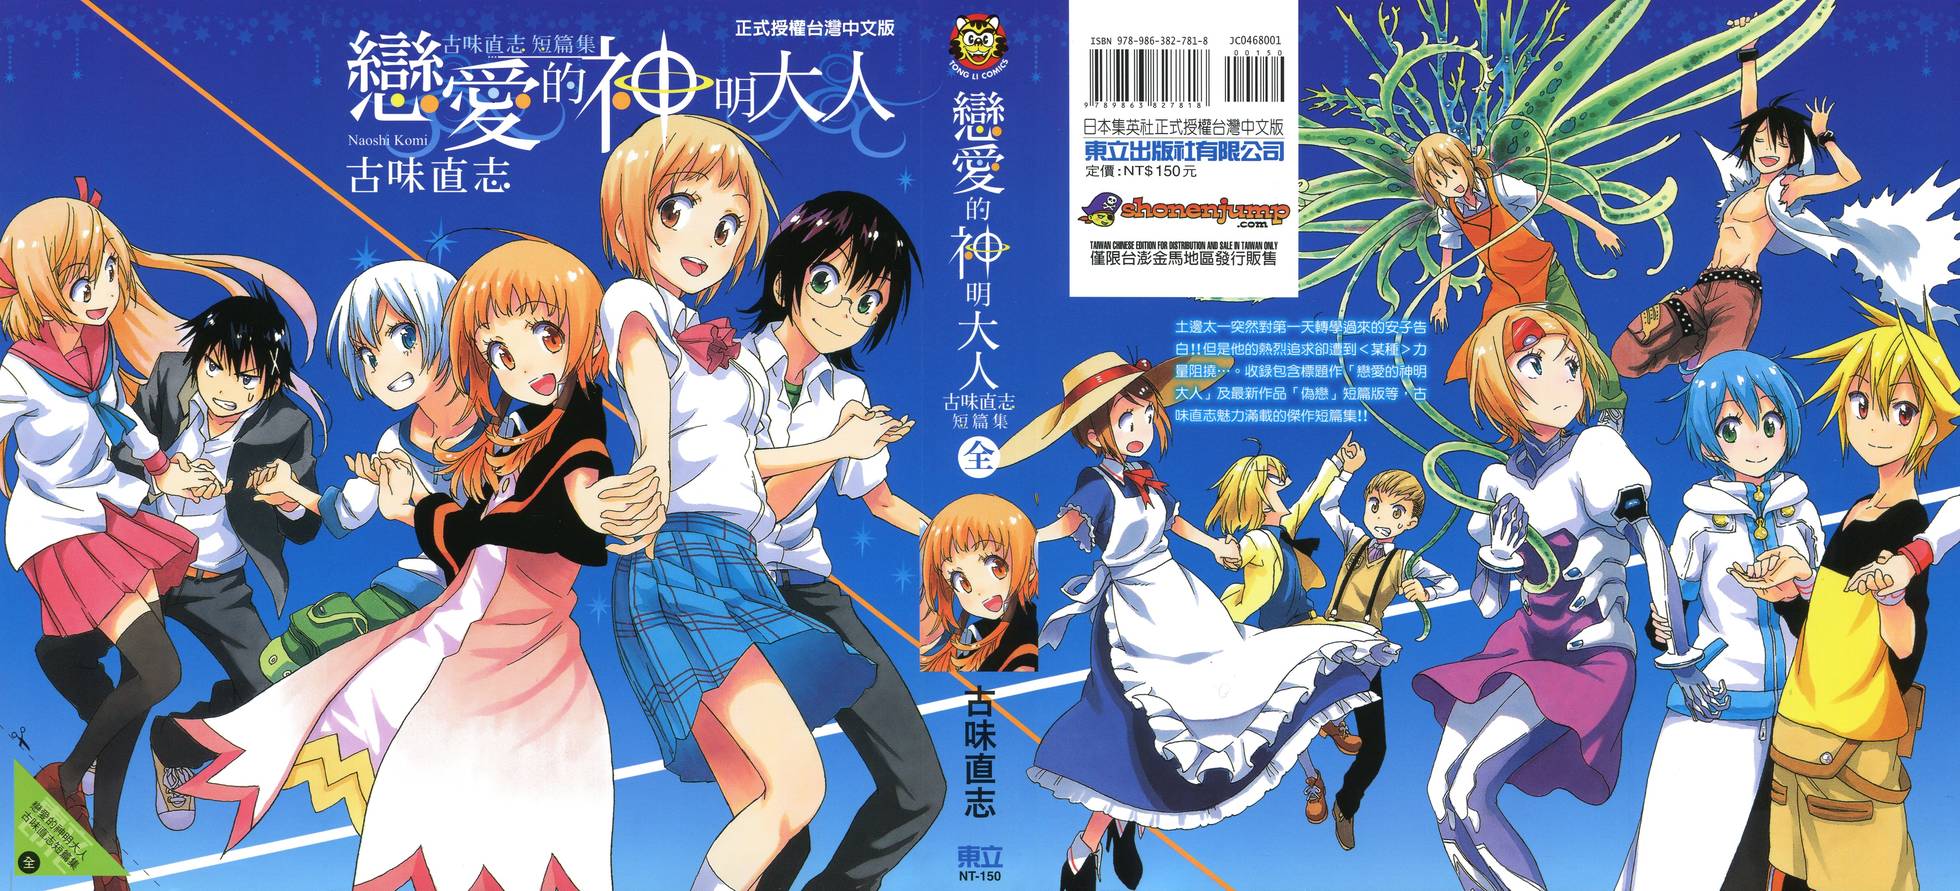 古味直志 短篇集
正式授權台灣中文版
戀愛的神明大人
Naoshi Komi
古味直志
戀愛的神明大人
古味直志短篇集
全
TONG LI COMICS
戀愛的神明大人
古味直志
短篇集
全
古味直志
東立
NT-150
ISBN 978-986-382-781-8
JC0468001
00150
9789863827818
日本集英社正式授權台灣中文版
東立出版社有限公司
定價:NT$150元
shonenjump
.com
TAIWAN CHINESE EDITION FOR DISTRIBUTION AND SALE IN TAIWAN ONLY
僅限台澎金馬地區發行販售
土邊太一突然對第一天轉學過來的安子告
白!!但是他的熱烈追求卻遭到<某種>力
量阻撓…。收錄包含標題作「戀愛的神明
大人」及最新作品「偽戀」短篇版等,古
味直志魅力滿載的傑作短篇集!!